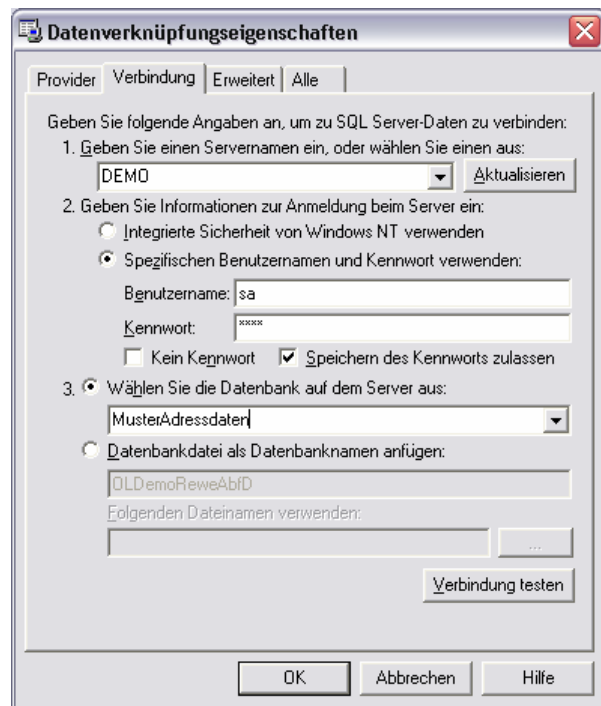 Datenverknüpfungseigenschaften
Provider Verbindung Erweitert Alle
Geben Sie folgende Angaben an, um zu SQL Server-Daten zu verbinden:
1. Geben Sie einen Servernamen ein, oder wählen Sie einen aus:
DEMO Aktualisieren
2. Geben Sie Informationen zur Anmeldung beim Server ein:
Integrierte Sicherheit von Windows NT verwenden
Spezifischen Benutzernamen und Kennwort verwenden:
Benutzername: sa
Kennwort: ****
Kein Kennwort Speichern des Kennworts zulassen
3. Wählen Sie die Datenbank auf dem Server aus:
MusterAdressdaten
Datenbankdatei als Datenbanknamen anfügen:
OLDemoReweAbfD
Folgenden Dateinamen verwenden:
...
Verbindung testen
OK Abbrechen Hilfe